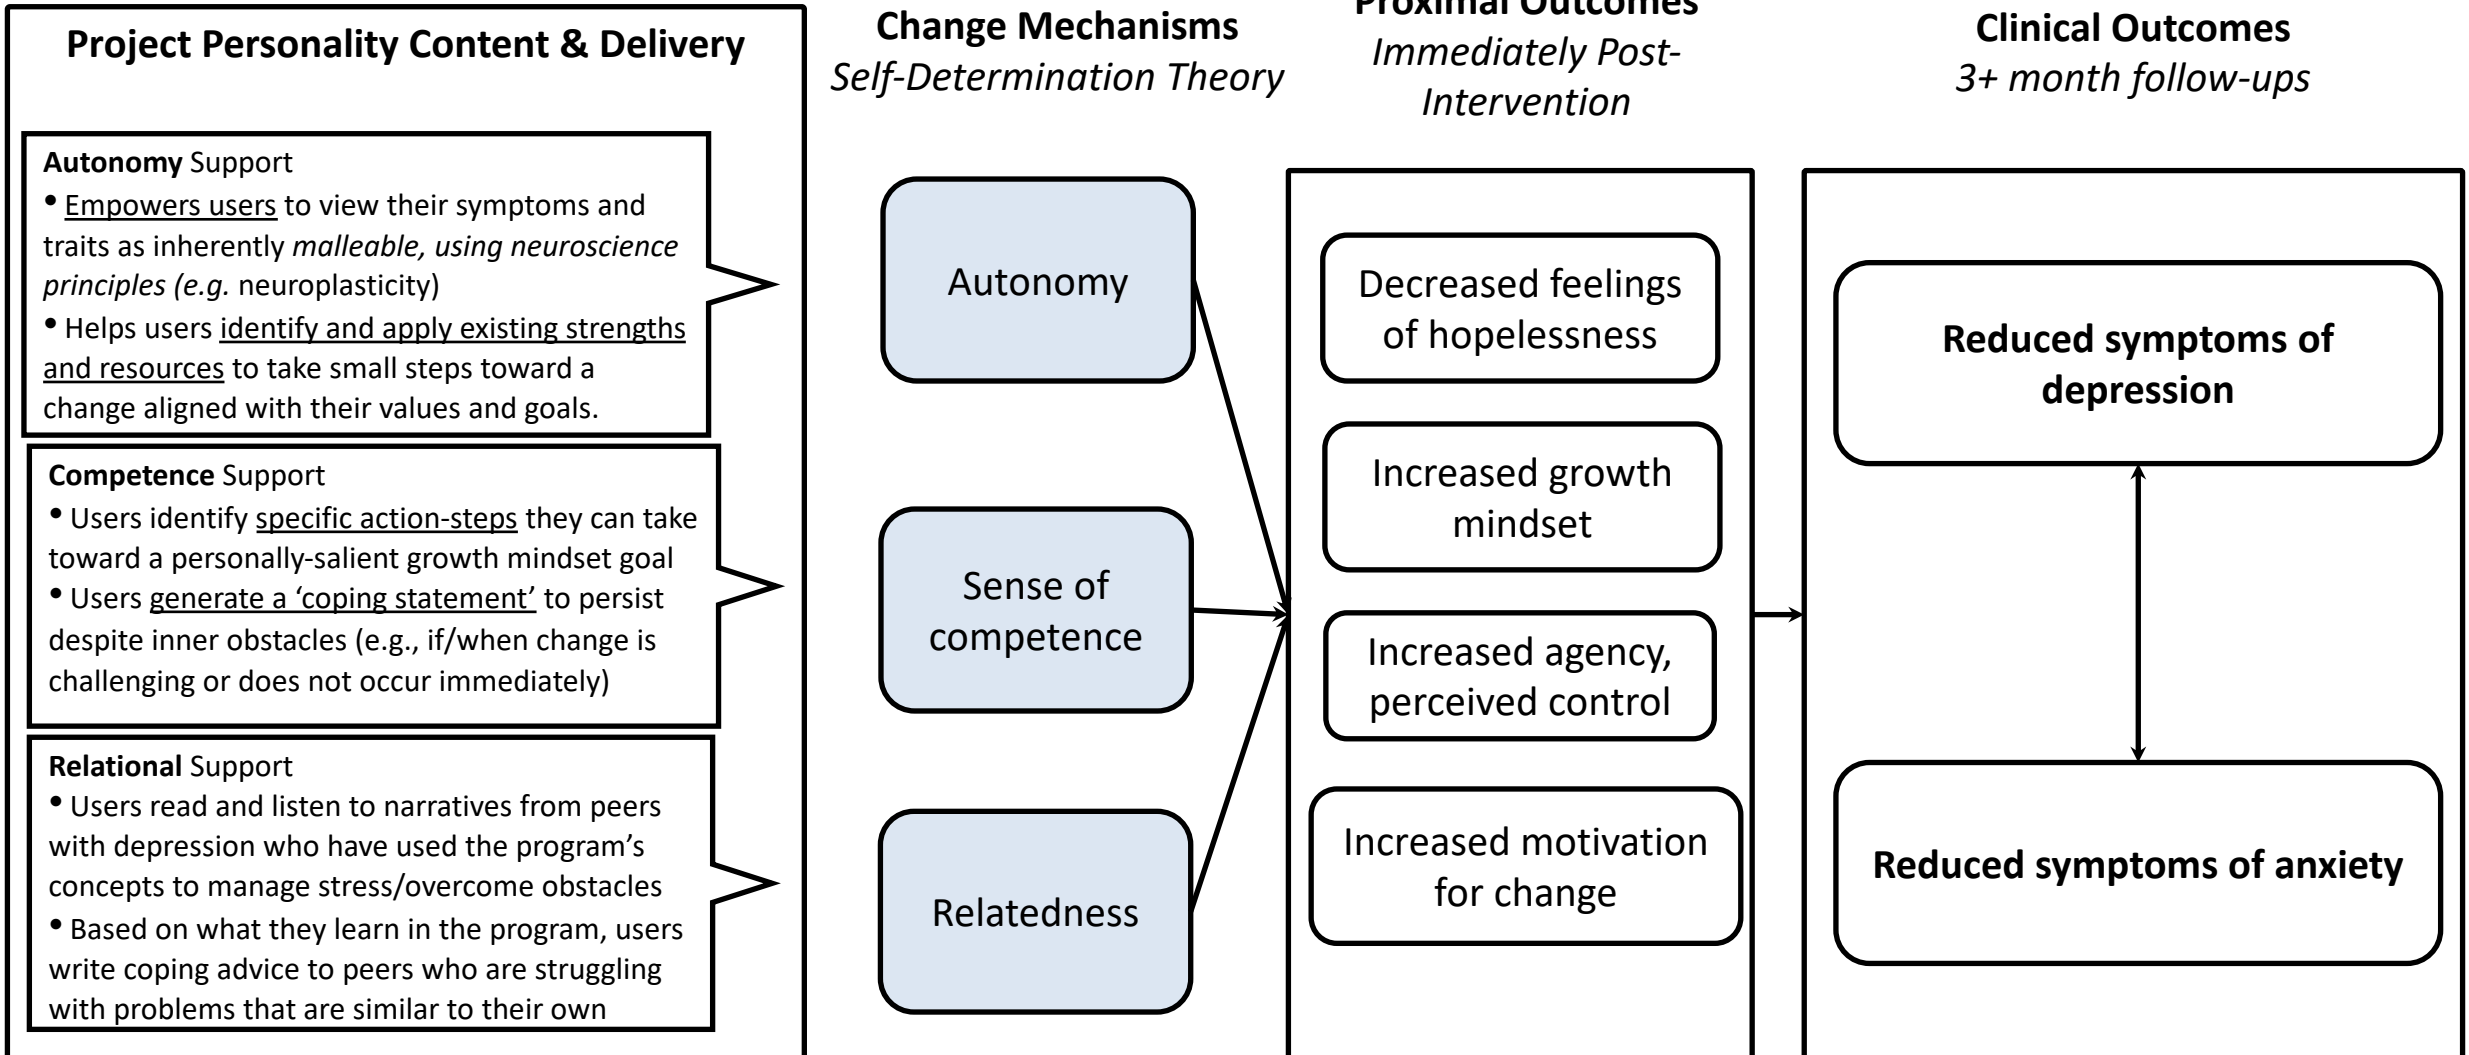 Project Personality Content & Delivery
Autonomy Support
• Empowers users to view their symptoms and
traits as inherently malleable, using neuroscience
principles (e.g. neuroplasticity)
• Helps users identify and apply existing strengths
and resources to take small steps toward a
change aligned with their values and goals.
Competence Support
• Users identify specific action-steps they can take
toward a personally-salient growth mindset goal
• Users generate a ‘coping statement’ to persist
despite inner obstacles (e.g., if/when change is
challenging or does not occur immediately)
Relational Support
• Users read and listen to narratives from peers
with depression who have used the program’s
concepts to manage stress/overcome obstacles
• Based on what they learn in the program, users
write coping advice to peers who are struggling
with problems that are similar to their own
Change Mechanisms
Self-Determination Theory
Autonomy
Sense of
competence
Relatedness
Proximal Outcomes
Immediately Post-
Intervention
Decreased feelings
of hopelessness
Increased growth
mindset
Increased agency,
perceived control
Increased motivation
for change
Clinical Outcomes
3+ month follow-ups
Reduced symptoms of
depression
Reduced symptoms of anxiety